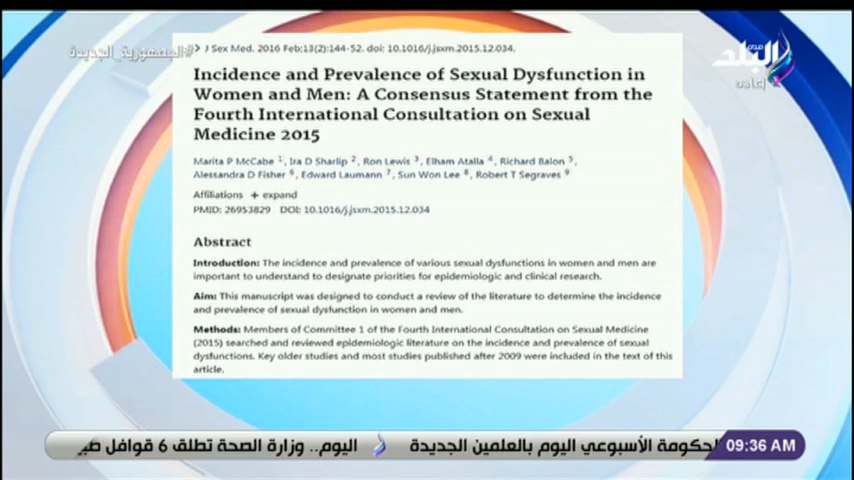 #الجمهورية_الجديدة
صدى
البلد
إعادة
J Sex Med. 2016 Feb;13(2):144-52. doi: 10.1016/j.jsxm.2015.12.034.
Incidence and Prevalence of Sexual Dysfunction in
Women and Men: A Consensus Statement from the
Fourth International Consultation on Sexual
Medicine 2015
Marita P McCabe 1, Ira D Sharlip 2, Ron Lewis 3, Elham Atalla 4, Richard Balon 5,
Alessandra D Fisher 6, Edward Laumann 7, Sun Won Lee 8, Robert T Segraves 9
Affiliations + expand
PMID: 26953829 DOI: 10.1016/j.jsxm.2015.12.034
Abstract
Introduction: The incidence and prevalence of various sexual dysfunctions in women and men are
important to understand to designate priorities for epidemiologic and clinical research.
Aim: This manuscript was designed to conduct a review of the literature to determine the incidence
and prevalence of sexual dysfunction in women and men.
Methods: Members of Committee 1 of the Fourth International Consultation on Sexual Medicine
(2015) searched and reviewed epidemiologic literature on the incidence and prevalence of sexual
dysfunctions. Key older studies and most studies published after 2009 were included in the text of this
article.
لحكومة الأسبوعي اليوم بالعلمين الجديدة اليوم.. وزارة الصحة تطلق 6 قوافل طبي
09:36 AM